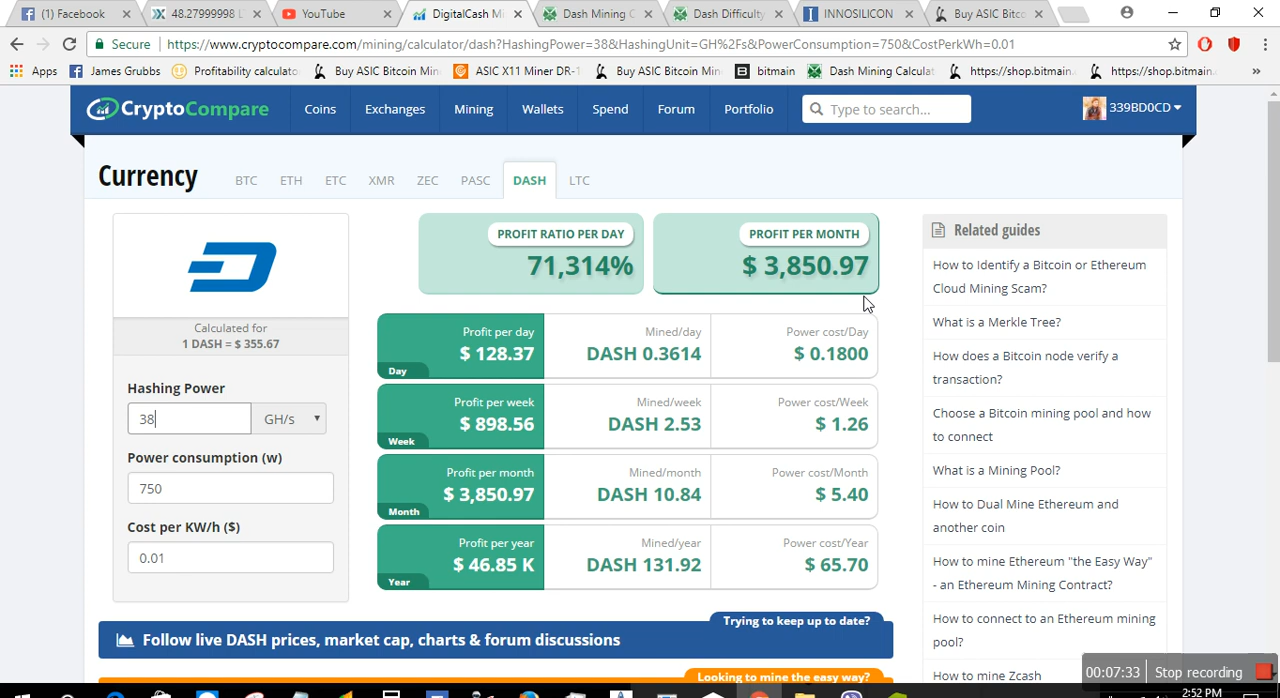 (1) Facebook
48.27999998 L
YouTube
DigitalCash Mi
Dash Mining C
Dash Difficulty
INNOSILICON
Buy ASIC Bitco
Secure
https://www.cryptocompare.com/mining/calculator/dash?HashingPower=38&HashingUnit=GH%2Fs&PowerConsumption=750&CostPerkWh=0.01
Apps
James Grubbs
Profitability calculato
Buy ASIC Bitcoin Min
ASIC X11 Miner DR-1
Buy ASIC Bitcoin Min
bitmain
Dash Mining Calculat
https://shop.bitmain.
https://shop.bitmain.
»
CryptoCompare
Coins
Exchanges
Mining
Wallets
Spend
Forum
Portfolio
Type to search...
339BD0CD
Currency
BTC
ETH
ETC
XMR
ZEC
PASC
DASH
LTC
Calculated for
1 DASH = $ 355.67
Hashing Power
38
GH/s
Power consumption (w)
750
Cost per KW/h ($)
0.01
PROFIT RATIO PER DAY
71,314%
PROFIT PER MONTH
$ 3,850.97
Profit per day
$ 128.37
Day
Mined/day
DASH 0.3614
Power cost/Day
$ 0.1800
Profit per week
$ 898.56
Week
Mined/week
DASH 2.53
Power cost/Week
$ 1.26
Profit per month
$ 3,850.97
Month
Mined/month
DASH 10.84
Power cost/Month
$ 5.40
Profit per year
$ 46.85 K
Year
Mined/year
DASH 131.92
Power cost/Year
$ 65.70
Trying to keep up to date?
Follow live DASH prices, market cap, charts & forum discussions
Looking to mine the easy way?
Related guides
How to Identify a Bitcoin or Ethereum
Cloud Mining Scam?
What is a Merkle Tree?
How does a Bitcoin node verify a
transaction?
Choose a Bitcoin mining pool and how
to connect
What is a Mining Pool?
How to Dual Mine Ethereum and
another coin
How to mine Ethereum "the Easy Way"
- an Ethereum Mining Contract?
How to connect to an Ethereum mining
pool?
How to mine Zcash
00:07:33
Stop recording
2:52 PM